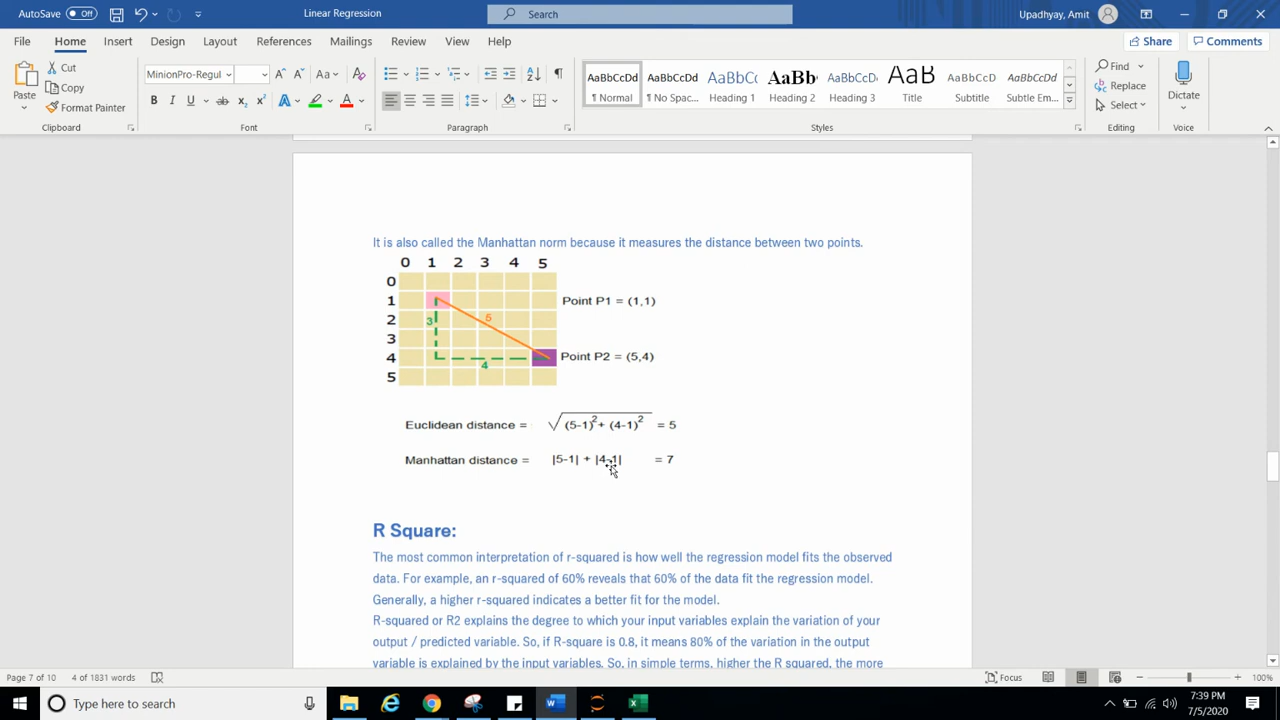 AutoSave Off Linear Regression Search Upadhyay, Amit
File Home Insert Design Layout References Mailings Review View Help Share Comments
Paste Cut Copy Format Painter
MinionPro-Regul
AaBbCcDd AaBbCcDd AaBbC AaBb AaBbCcD AaB AaBbCcD AaBbCcDd
¶ Normal ¶ No Spac... Heading 1 Heading 2 Heading 3 Title Subtitle Subtle Em...
Find Replace Select Dictate
Clipboard Font Paragraph Styles Editing Voice
It is also called the Manhattan norm because it measures the distance between two points.
0 1 2 3 4 5
0
1 Point P1 = (1,1)
2 3 5
3
4 4 Point P2 = (5,4)
5
Euclidean distance = √(5-1)²+ (4-1)² = 5
Manhattan distance = |5-1| + |4-1| = 7
R Square:
The most common interpretation of r-squared is how well the regression model fits the observed
data. For example, an r-squared of 60% reveals that 60% of the data fit the regression model.
Generally, a higher r-squared indicates a better fit for the model.
R-squared or R2 explains the degree to which your input variables explain the variation of your
output / predicted variable. So, if R-square is 0.8, it means 80% of the variation in the output
variable is explained by the input variables. So, in simple terms, higher the R squared, the more
Page 7 of 10 4 of 1831 words Focus 100%
Type here to search
7:39 PM
7/5/2020